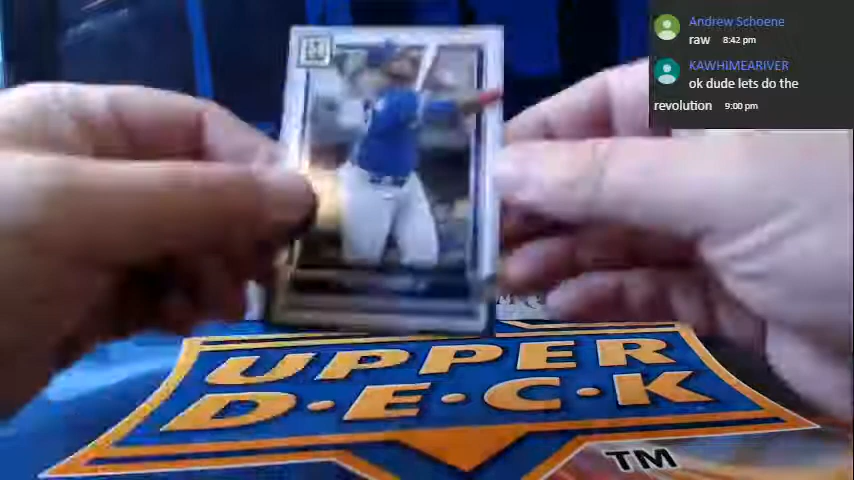 Andrew Schoene
raw 8:42 pm
KAWHIMEARIVER
ok dude lets do the
revolution 9:00 pm
UPPER
D·E·C·K
TM